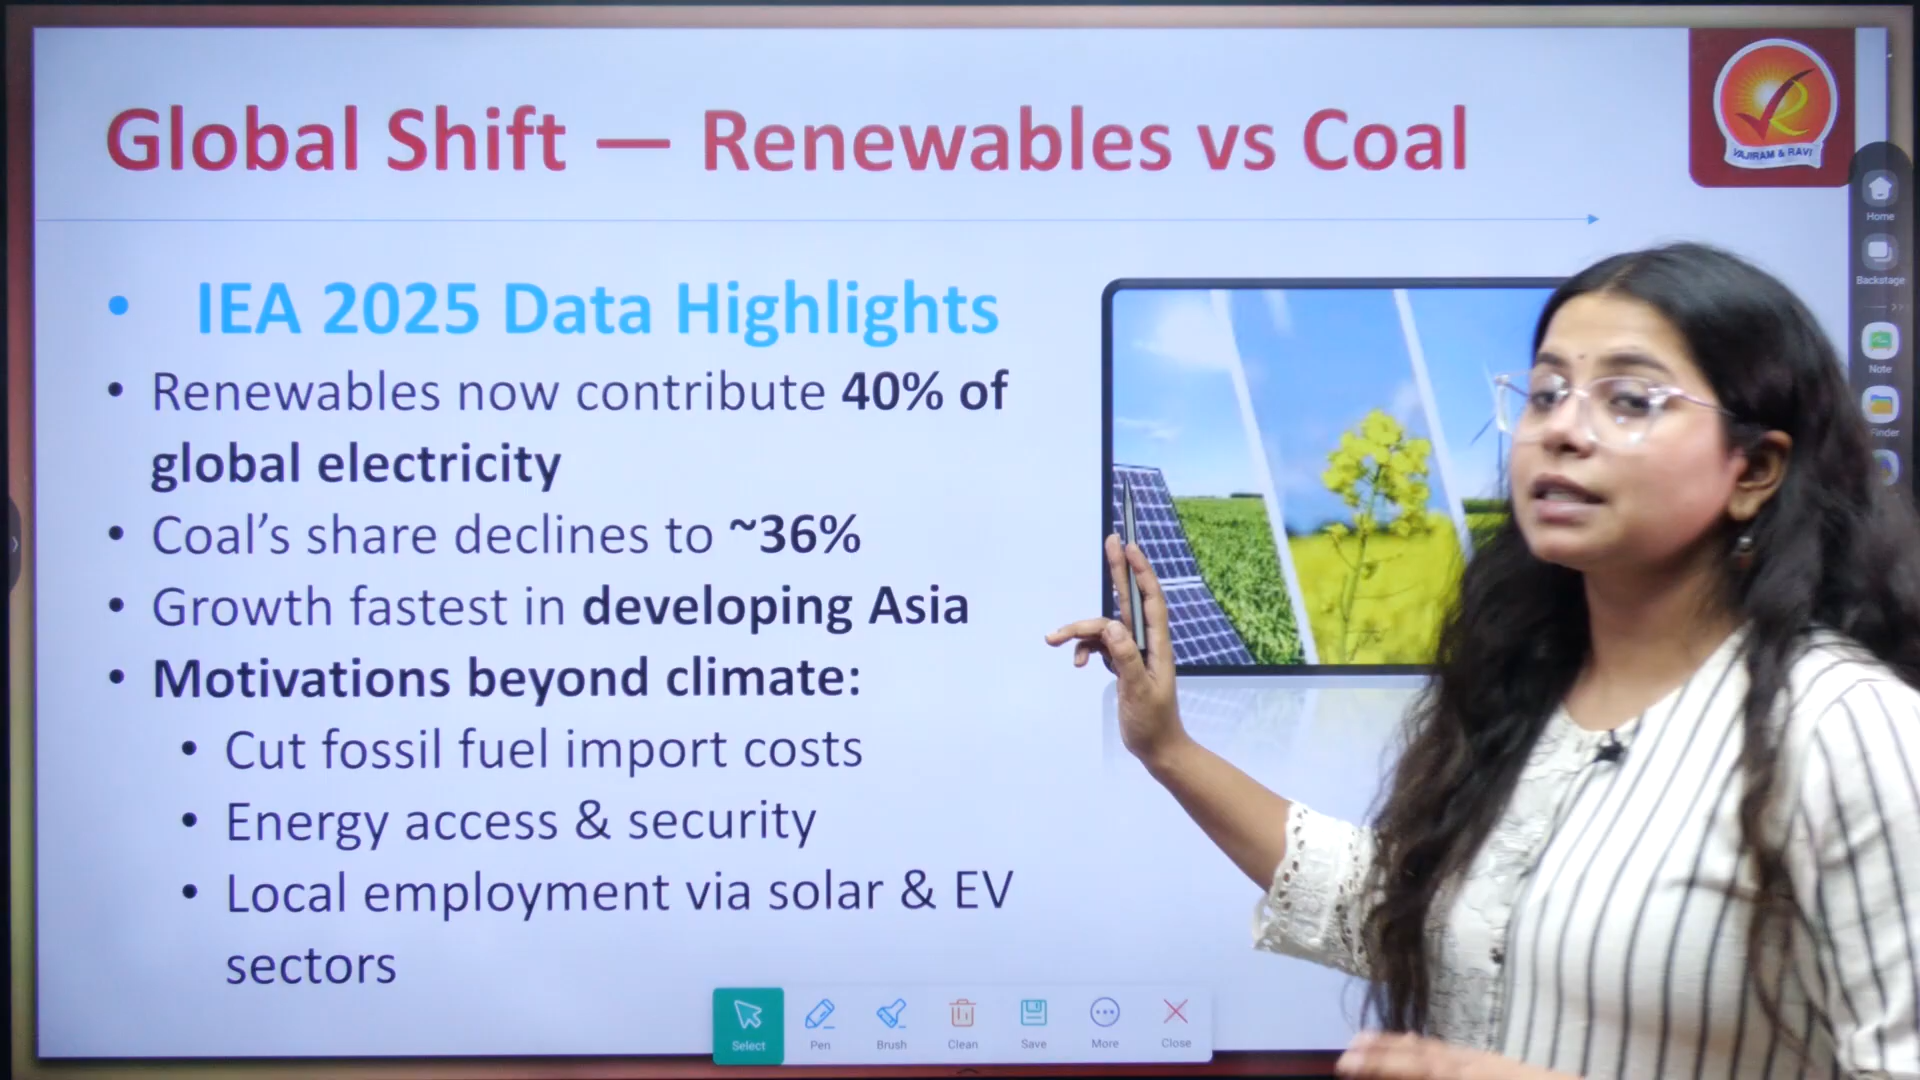 Global Shift — Renewables vs Coal
VAJIRAM & RAVI
Home
Backstage
Note
Finder
• IEA 2025 Data Highlights
• Renewables now contribute 40% of
global electricity
• Coal's share declines to ~36%
• Growth fastest in developing Asia
• Motivations beyond climate:
• Cut fossil fuel import costs
• Energy access & security
• Local employment via solar & EV
sectors
Select Pen Brush Clean Save More Close